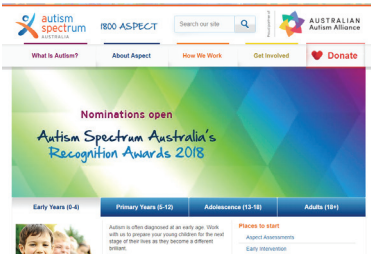 autism
spectrum
AUSTRALIA
1800 ASPECT
Search our site
AUSTRALIAN
Autism Alliance
What Is Autism?
About Aspect
How We Work
Get Involved
Donate
Nominations open
Autism Spectrum Australia's
Recognition Awards 2018
Early Years (0-4)
Primary Years (5-12)
Adolescence (13-18)
Adults (18+)
Autism is often diagnosed at an early age. Work
with us to prepare your young children for the next
stage of their lives as they become a different
brilliant.
Places to start
Aspect Assessments
Early Intervention